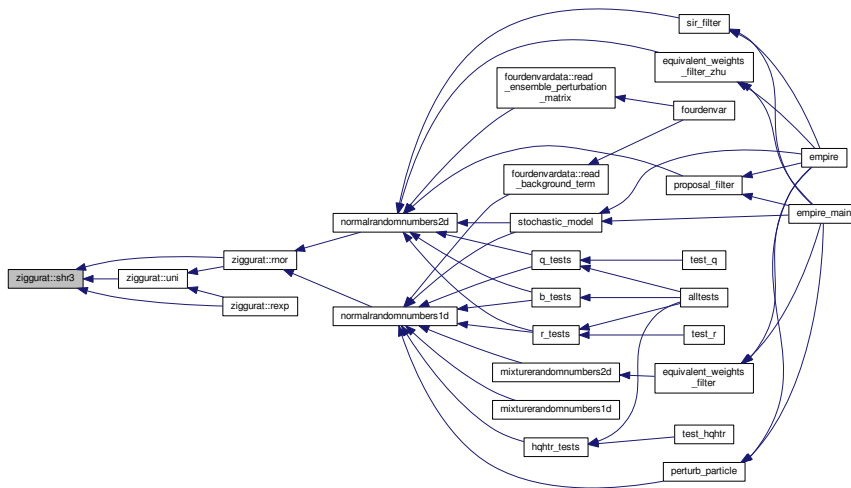 sir_filter
equivalent_weights
_filter_zhu
fourdenvardata::read
_ensemble_perturbation
_matrix
fourdenvar
empire
fourdenvardata::read
_background_term
proposal_filter
empire_main
normalrandomnumbers2d
stochastic_model
ziggurat::rnor
q_tests
test_q
ziggurat::shr3
ziggurat::uni
b_tests
alltests
ziggurat::rexp
normalrandomnumbers1d
r_tests
test_r
mixturerandomnumbers2d
equivalent_weights
_filter
mixturerandomnumbers1d
test_hqhtr
hqhtr_tests
perturb_particle